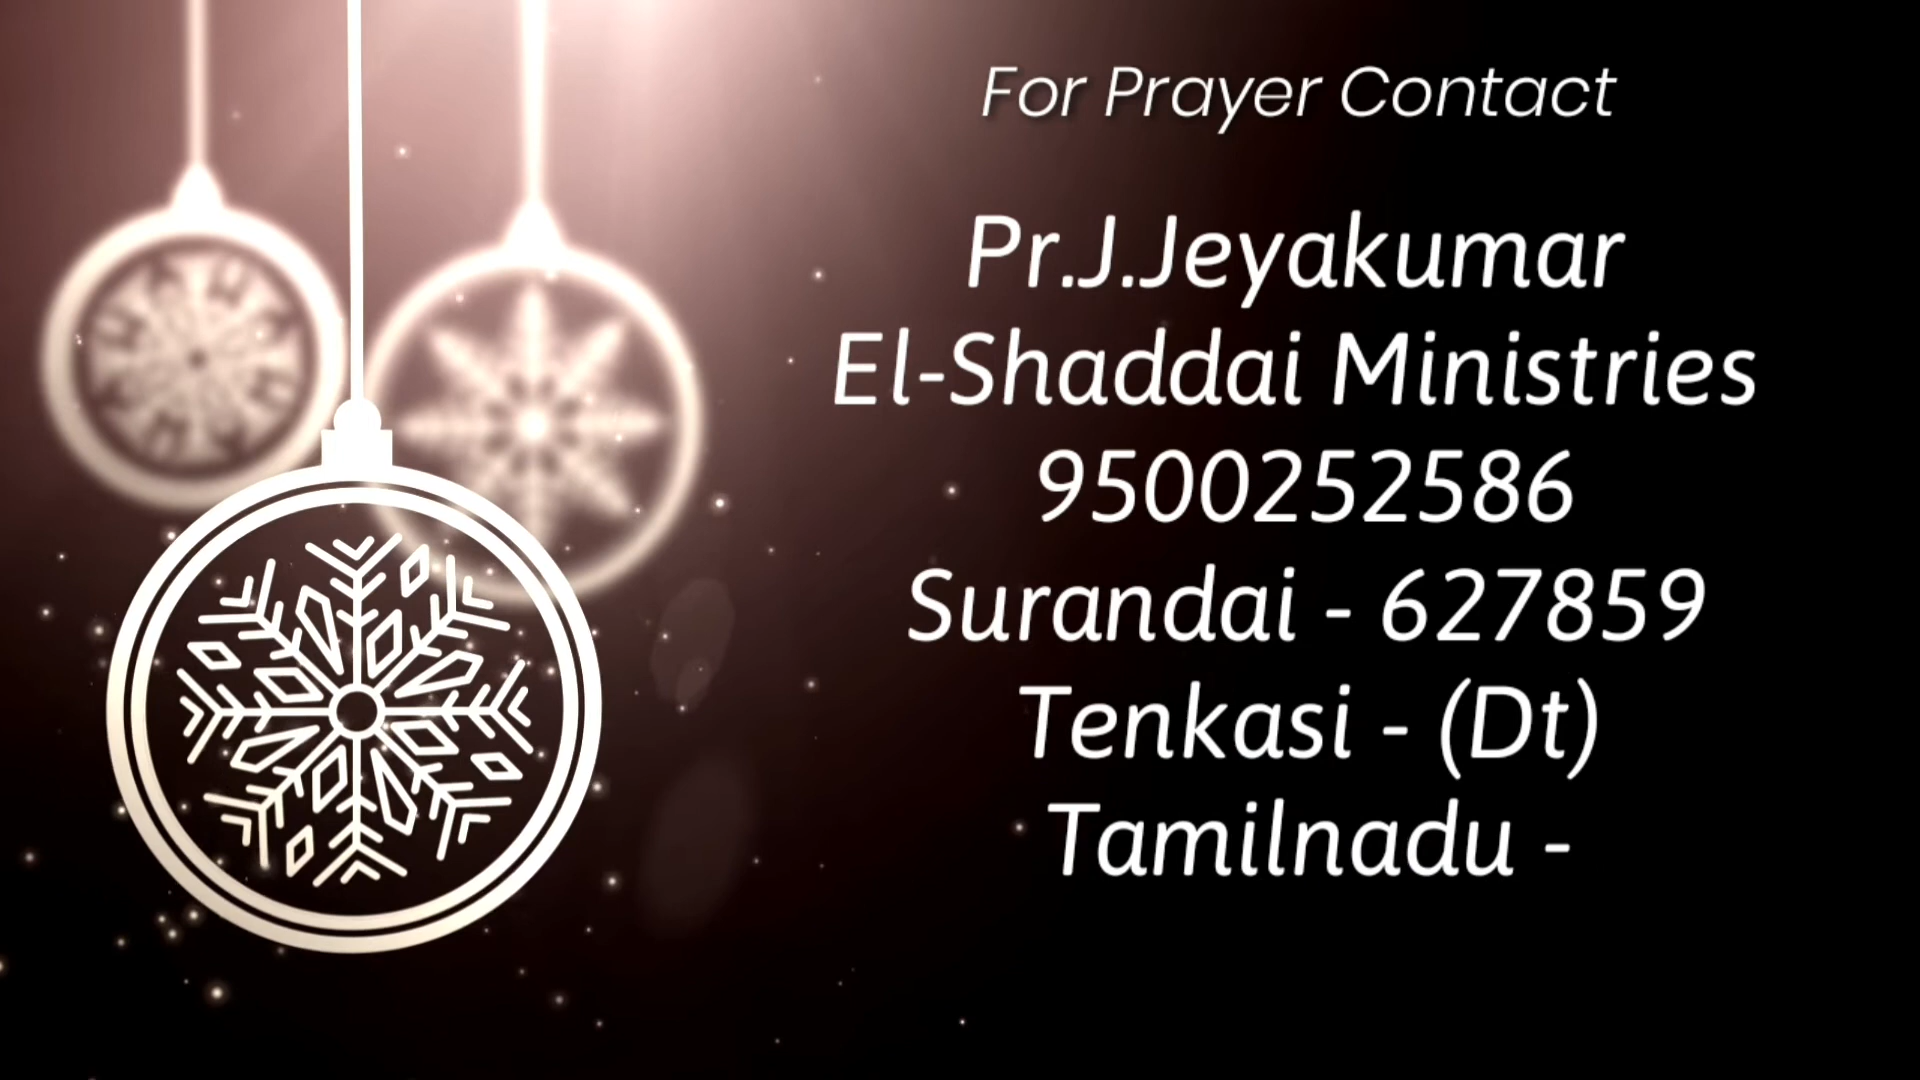 For Prayer Contact
Pr.J.Jeyakumar
El-Shaddai Ministries
9500252586
Surandai - 627859
Tenkasi - (Dt)
Tamilnadu -